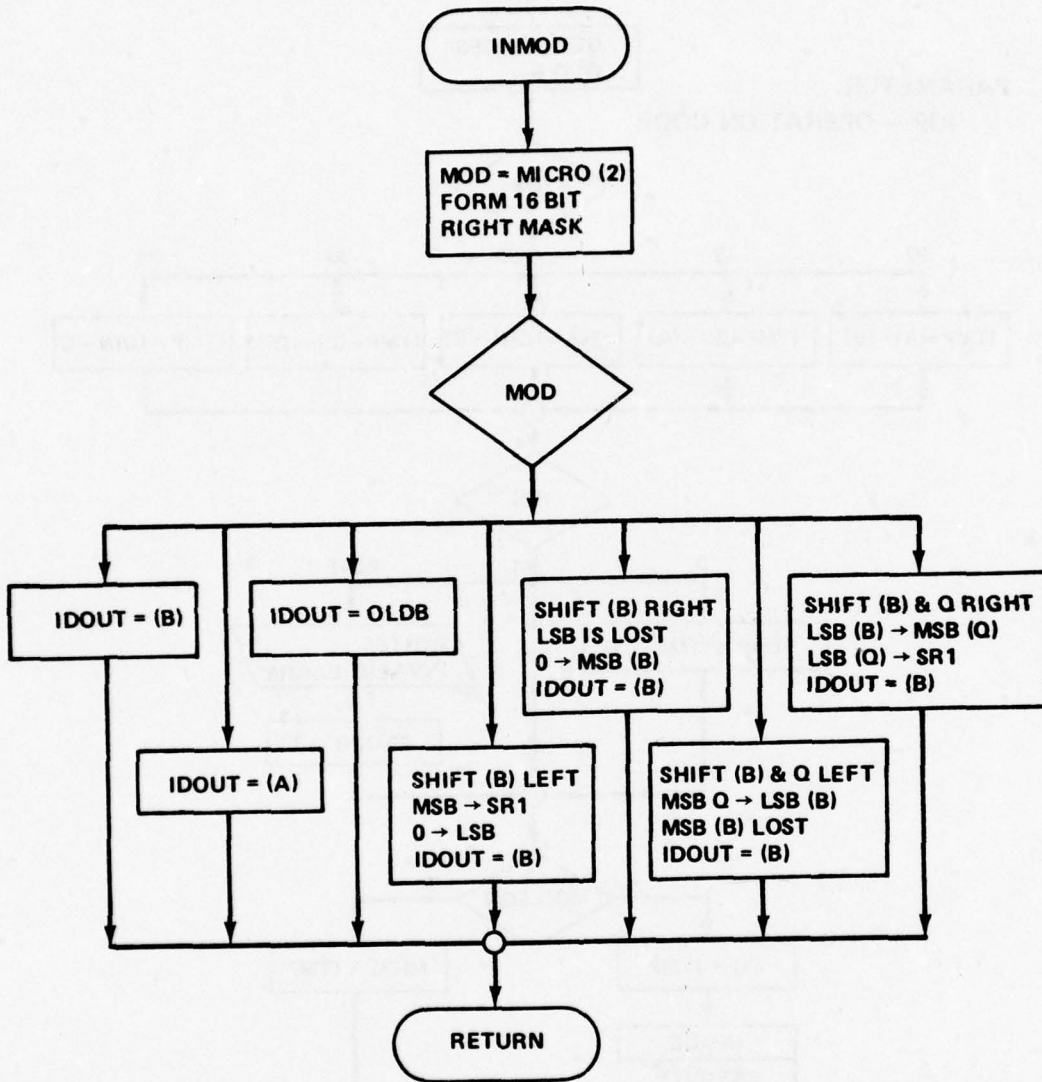 INMOD
MOD = MICRO (2)
FORM 16 BIT
RIGHT MASK
MOD
IDOUT = (B)
IDOUT = (A)
IDOUT = OLDB
SHIFT (B) LEFT
MSB → SR1
0 → LSB
IDOUT = (B)
SHIFT (B) RIGHT
LSB IS LOST
0 → MSB (B)
IDOUT = (B)
SHIFT (B) & Q LEFT
MSB Q → LSB (B)
MSB (B) LOST
IDOUT = (B)
SHIFT (B) & Q RIGHT
LSB (B) → MSB (Q)
LSB (Q) → SR1
IDOUT = (B)
RETURN